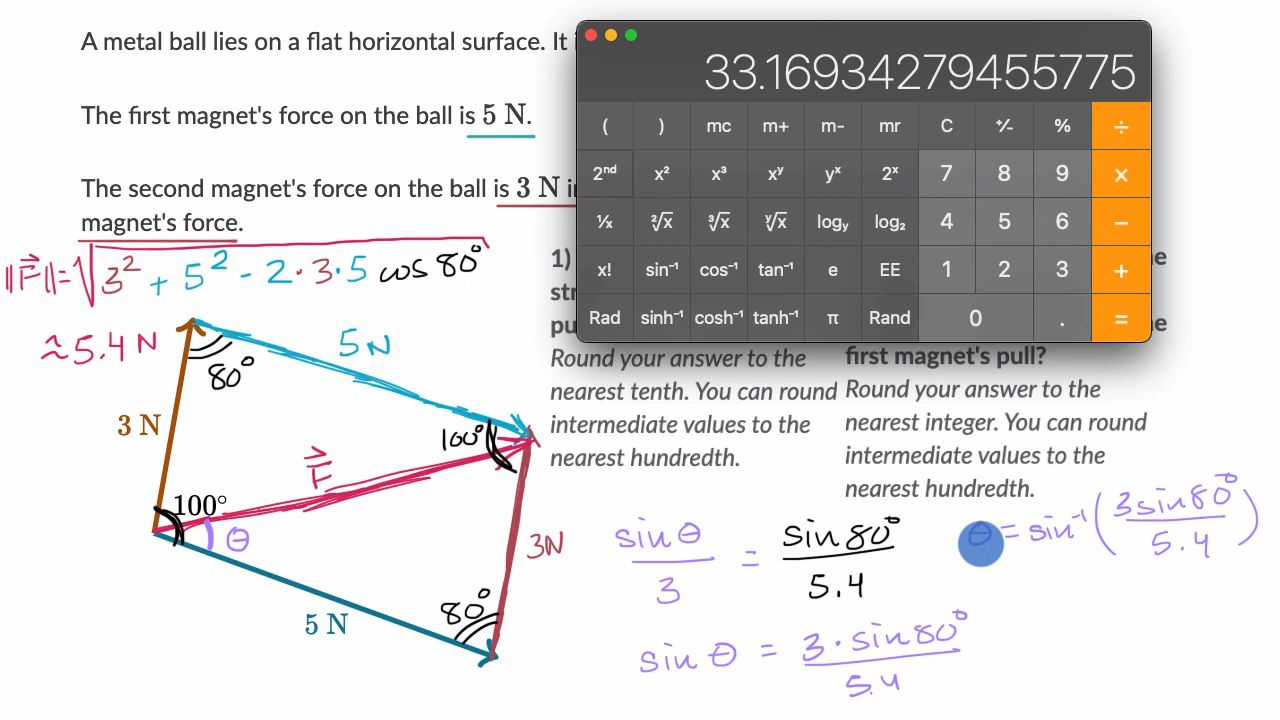 A metal ball lies on a flat horizontal surface. It
The first magnet's force on the ball is 5 N.
The second magnet's force on the ball is 3 N
magnet's force.
||F|| = √3² + 5² - 2·3·5 cos 80°
≈ 5.4 N
33.16934279455775
( ) mc m+ m- mr C +/- % ÷
2nd x² x³ xʸ yˣ 2ˣ 7 8 9 ×
1/x ²√x ³√x ʸ√x logᵧ log₂ 4 5 6 −
x! sin⁻¹ cos⁻¹ tan⁻¹ e EE 1 2 3 +
Rad sinh⁻¹ cosh⁻¹ tanh⁻¹ π Rand 0 . =
1)
Round your answer to the
nearest tenth. You can round
intermediate values to the
nearest hundredth.
first magnet's pull?
Round your answer to the
nearest integer. You can round
intermediate values to the
nearest hundredth.
80°
5 N
3 N
100°
F
100°
θ
3N
80°
5 N
sin θ / 3 = sin 80° / 5.4
sin θ = 3 · sin 80° / 5.4
θ = sin⁻¹ (3 sin 80° / 5.4)